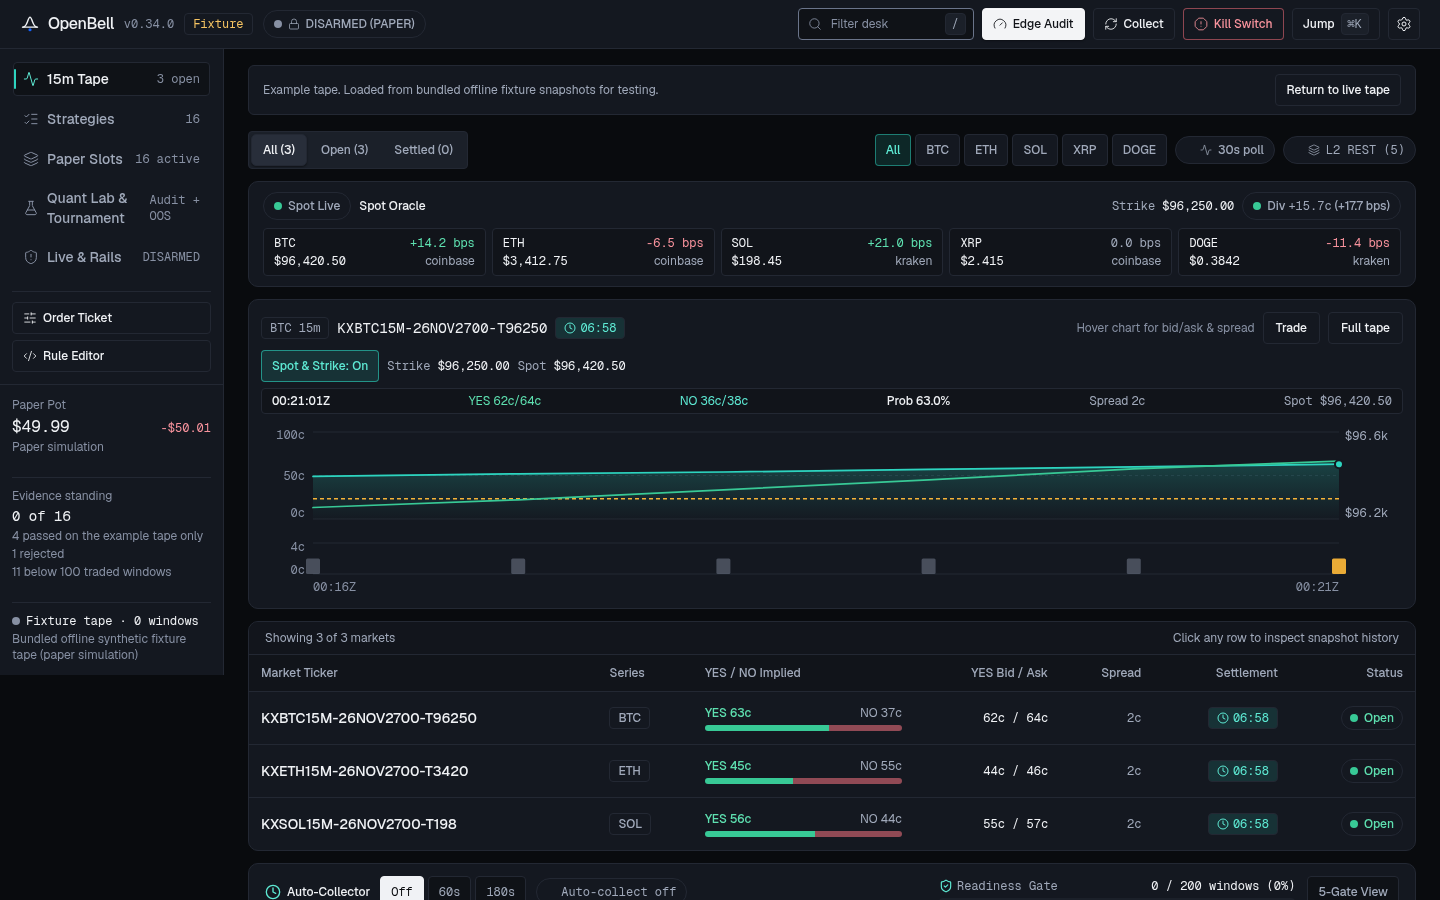 OpenBell v0.34.0 Fixture DISARMED (PAPER) Filter desk / Edge Audit Collect Kill Switch Jump ⌘K
15m Tape 3 open
Strategies 16
Paper Slots 16 active
Quant Lab & Tournament Audit + OOS
Live & Rails DISARMED
Order Ticket
Rule Editor
Paper Pot
$49.99 -$50.01
Paper simulation
Evidence standing
0 of 16
4 passed on the example tape only
1 rejected
11 below 100 traded windows
Fixture tape · 0 windows
Bundled offline synthetic fixture
tape (paper simulation)
Example tape. Loaded from bundled offline fixture snapshots for testing. Return to live tape
All (3) Open (3) Settled (0) All BTC ETH SOL XRP DOGE 30s poll L2 REST (5)
Spot Live Spot Oracle Strike $96,250.00 Div +15.7c (+17.7 bps)
BTC +14.2 bps ETH -6.5 bps SOL +21.0 bps XRP 0.0 bps DOGE -11.4 bps
$96,420.50 coinbase $3,412.75 coinbase $198.45 kraken $2.415 coinbase $0.3842 kraken
BTC 15m KXBTC15M-26NOV2700-T96250 06:58 Hover chart for bid/ask & spread Trade Full tape
Spot & Strike: On Strike $96,250.00 Spot $96,420.50
00:21:01Z YES 62c/64c NO 36c/38c Prob 63.0% Spread 2c Spot $96,420.50
100c $96.6k
50c
0c $96.2k
4c
0c
00:16Z 00:21Z
Showing 3 of 3 markets Click any row to inspect snapshot history
Market Ticker Series YES / NO Implied YES Bid / Ask Spread Settlement Status
KXBTC15M-26NOV2700-T96250 BTC YES 63c NO 37c 62c / 64c 2c 06:58 Open
KXETH15M-26NOV2700-T3420 ETH YES 45c NO 55c 44c / 46c 2c 06:58 Open
KXSOL15M-26NOV2700-T198 SOL YES 56c NO 44c 55c / 57c 2c 06:58 Open
Auto-Collector Off 60s 180s Auto-collect off Readiness Gate 0 / 200 windows (0%) 5-Gate View